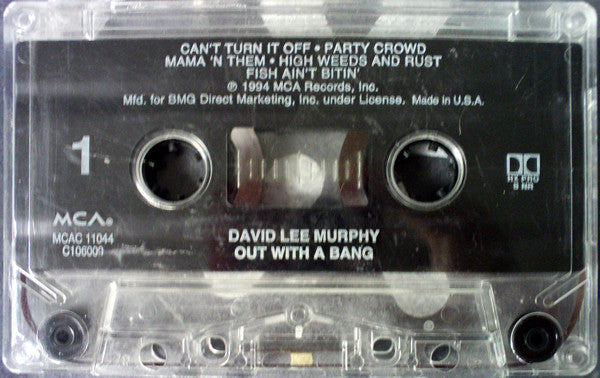 CAN'T TURN IT OFF • PARTY CROWD
MAMA 'N THEM • HIGH WEEDS AND RUST
FISH AIN'T BITIN'
℗ 1994 MCA Records, Inc.
Mfd. for BMG Direct Marketing, Inc. under License. Made in U.S.A.
1
HX PRO
B NR
MCA®
MCAC 11044
C106009
DAVID LEE MURPHY
OUT WITH A BANG